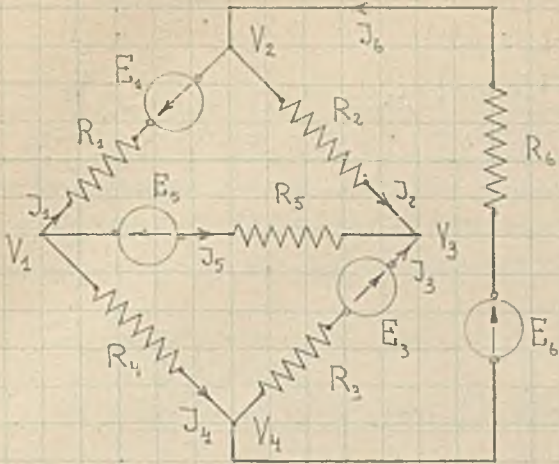 J₆
V₂
E₁
R₁
R₂
R₆
J₁
E₅
R₅
J₂
V₁
J₅
V₃
J₃
E₃
E₆
R₄
R₃
J₄
V₄